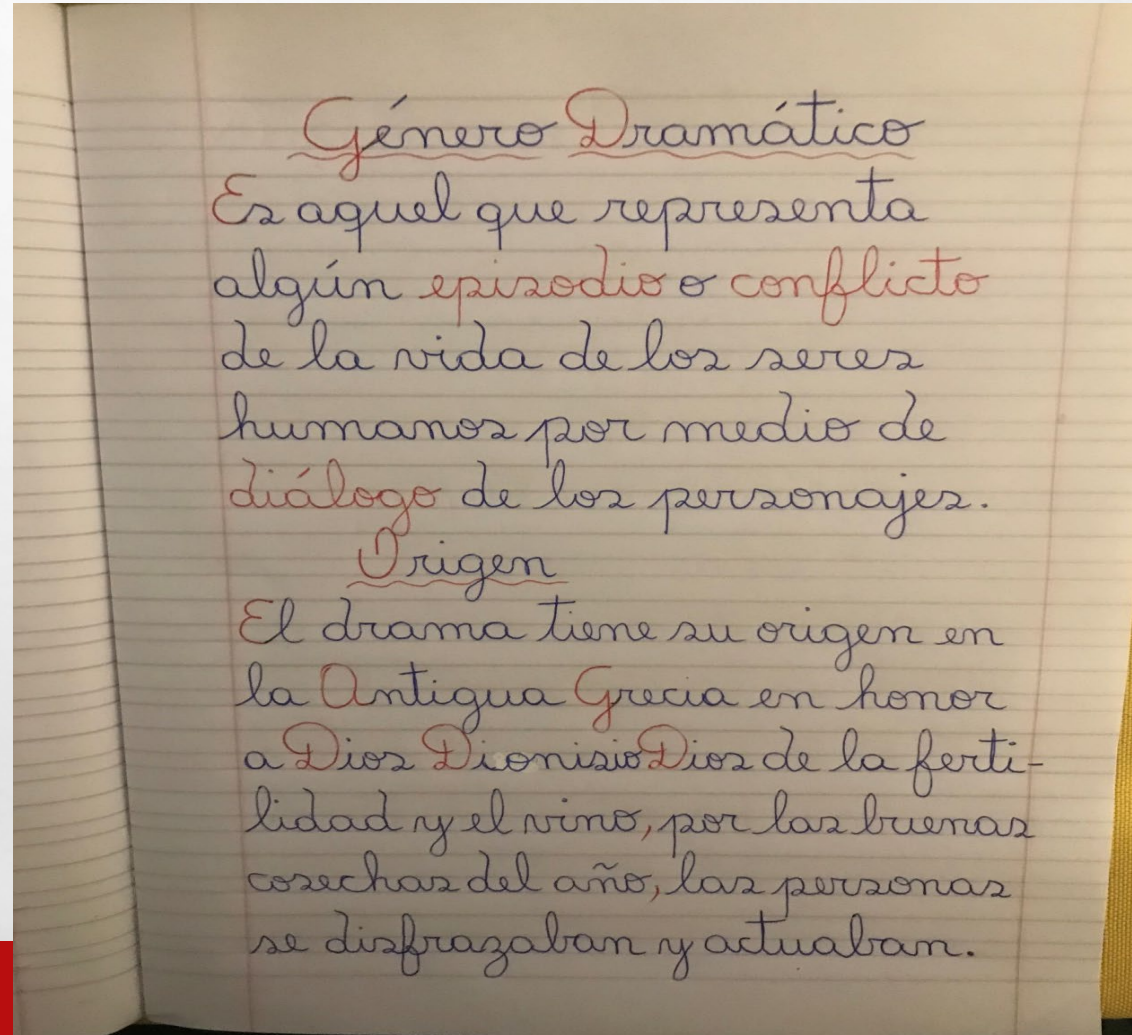 Género Dramático
Es aquel que representa
algún episodio o conflicto
de la vida de los seres
humanos por medio de
diálogo de los personajes.
Origen
El drama tiene su origen en
la Antigua Grecia en honor
a Dios Dionisio Dios de la ferti-
lidad y el vino, por las buenas
cosechas del año, las personas
se disfrazaban y actuaban.